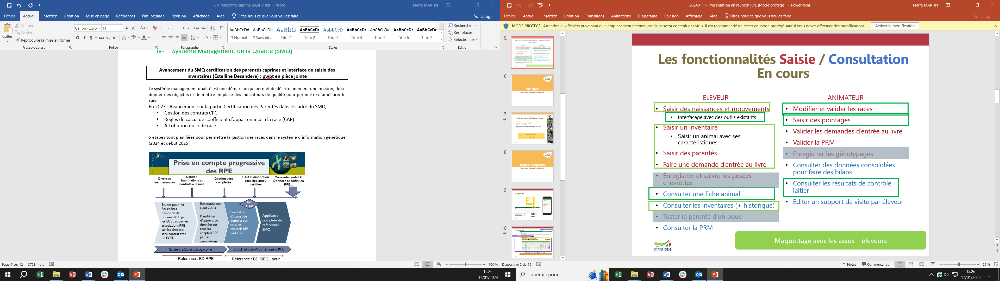 CR_rencontre caprine 2024_v def - Word
Pierre MARTIN
Fichier Accueil Insertion Création Mise en page Références Publipostage Révision Affichage Aide Dites-nous ce que vous voulez faire Partager
Coller
Couper
Copier
Reproduire la mise en forme
Presse-papiers
Calibri (Corp 11
G I S abc x₂ x²
Police
Paragraphe
AaBbCcDd AaBbCcDd AaBbC AaBbCcDc AaBbCcD AaBbCcDc AaBbCcDd AaBbCcDc AaBbCcDc
¶ Normal ¶ Sans int... Titre 1 Titre 2 Titre 3 Titre 4 Titre 5 Titre 6 Titre 7
Styles
Rechercher
Remplacer
Sélectionner
Édition
IV- Système Management de la Qualité (SMQ)
Avancement du SMQ certification des parentés caprines et interface de saisie des
inventaires (Estelline Desandere) : pwpt en pièce jointe
Le système management qualité est une démarche qui permet de décrire finement une mission, de se
donner des objectifs et de mettre en place des indicateurs de qualité pour permettre d'améliorer le
suivi
En 2023 : Avancement sur la partie Certification des Parentés dans le cadre du SMQ
• Gestion des contrats CPC
• Règles de calcul de coefficient d'appartenance à la race (CAR)
• Attribution du code race
5 étapes sont planifiées pour permettre la gestion des races dans le système d'information génétique
(2024 et début 2025)
Prise en compte progressive
des RPE
Diverses
maintenances
Gestion
habilitations et
contrats à la race
Gestion père
complétée
CAR et distinction
race déclarée /
certifiée
Consentements LG
Données spécifiques
RPE...
Init
CAR
Etudes pour init
Possibilités
d'apports de
données RPE par
les ECEL et par les
associations RPE
sur les cheptels
sans contrat avec
un ECEL
Réalisation init
(sauf CAR).
Possibilités
d'apports de
données sur
tous les
cheptels RPE
par les
associations
Possibilités
d'apport de
données sur
tous les
cheptels RPE
sauf CAR
Application
complète du
référentiel
SMQ
Saisie SIECL et dérogatoire
SIECL et site WEB de saisie RPE
Référence : BD RPE
Référence : BD SIECL pour
Page 7 sur 12 3728 mots
100 %
15:26
17/01/2024
20240111- Présentation en réunion RPE [Mode protégé] - PowerPoint
Pierre MARTIN
Fichier Accueil Insertion Création Transitions Animations Diaporama Révision Affichage Aide Dites-nous ce que vous voulez faire Partager
MODE PROTÉGÉ Attention aux fichiers provenant d'un emplacement Internet, car ils peuvent contenir des virus. Il est recommandé de rester en mode protégé sauf si vous devez effectuer des modifications. Activer la modification
5
Les fonctionnalités Saisie / Consultation
En cours
6
Prérequis
7
Finalisation du référentiel SMQ
8
Rappel : Maquettes
9
Maquettes
10
Maquettes
Les fonctionnalités Saisie / Consultation
En cours
ELEVEUR
• Saisir des naissances et mouvements
• Interfaçage avec des outils existants
• Saisir un inventaire
• Saisir un animal avec ses
caractéristiques
• Saisir des parentés
• Faire une demande d'entrée au livre
• Enregistrer et suivre les pesées
chevrettes
• Consulter une fiche animal
• Consulter les inventaires (+ historique)
• Tester la parenté d'un bouc
• Consulter la PRM
ANIMATEUR
• Modifier et valider les races
• Saisir des pointages
• Valider les demandes d'entrée au livre
• Valider la PRM
• Enregistrer les génotypages
• Consulter des données consolidées
pour faire des bilans
• Consulter les résultats de contrôle
laitier
• Editer un support de visite par éleveur
Maquettage avec les assos + éleveurs
INSTITUT DE
L'ELEVAGE idele
Diapositive 5 de 15
Notes
Commentaires
95 %
Taper ici pour
15:26
17/01/2024